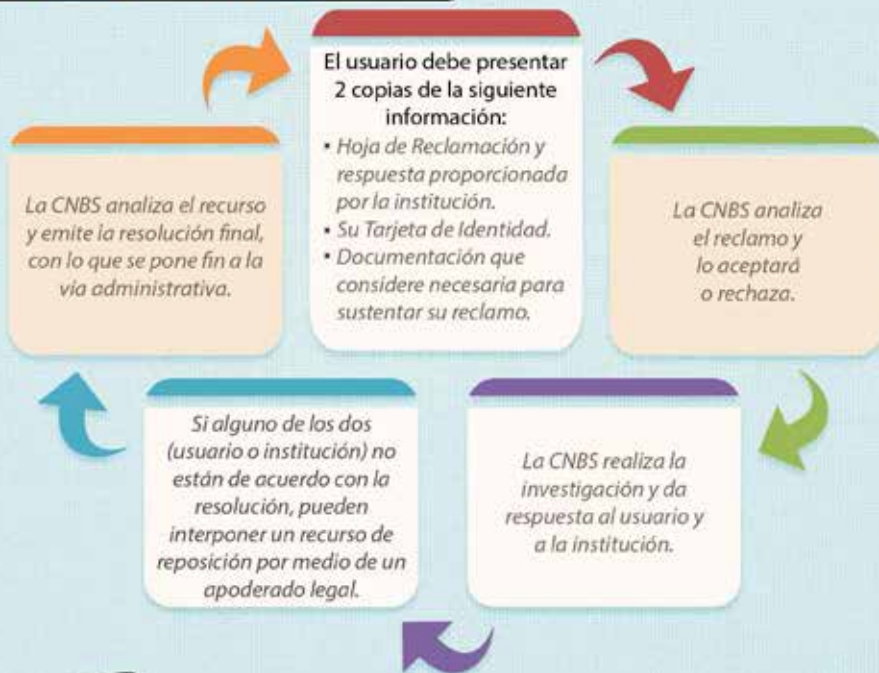 El usuario debe presentar
2 copias de la siguiente
información:
▪ Hoja de Reclamación y
respuesta proporcionada
por la institución.
▪ Su Tarjeta de Identidad.
▪ Documentación que
considere necesaria para
sustentar su reclamo.
La CNBS analiza
el reclamo y
lo aceptará
o rechaza.
La CNBS realiza la
investigación y da
respuesta al usuario y
a la institución.
Si alguno de los dos
(usuario o institución) no
están de acuerdo con la
resolución, pueden
interponer un recurso de
reposición por medio de un
apoderado legal.
La CNBS analiza el recurso
y emite la resolución final,
con lo que se pone fin a la
vía administrativa.